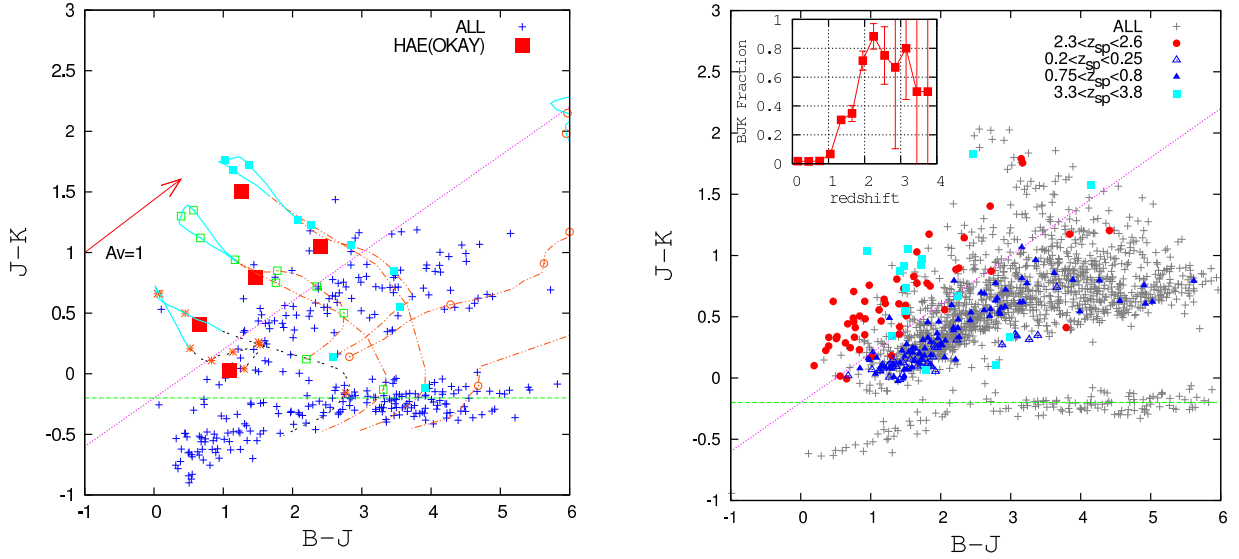 3
2.5
2
1.5
1
0.5
0
-0.5
-1
J−K
-1
0
1
2
3
4
5
6
B−J
ALL
HAE(OKAY)
Av=1
3
2.5
2
1.5
1
0.5
0
-0.5
-1
J−K
-1
0
1
2
3
4
5
6
B−J
ALL
2.3<z_sp<2.6
0.2<z_sp<0.25
0.75<z_sp<0.8
3.3<z_sp<3.8
1
0.8
0.6
0.4
0.2
0
BJK Fraction
0 1 2 3 4
redshift